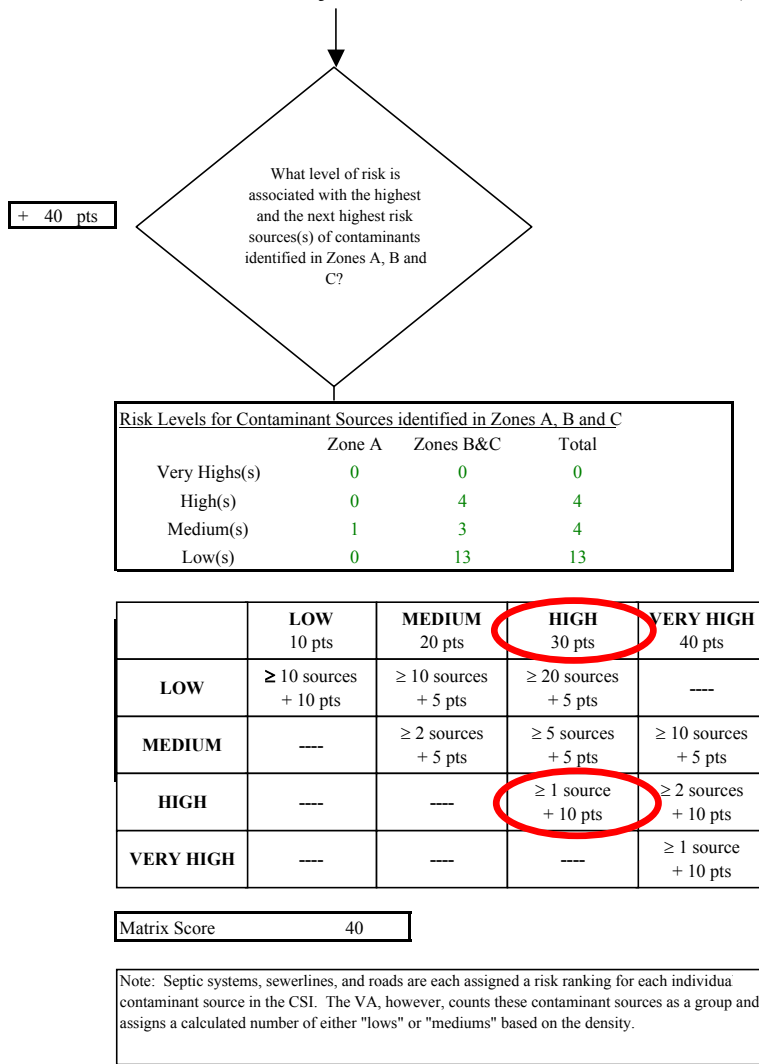 What level of risk is
associated with the highest
and the next highest risk
sources(s) of contaminants
identified in Zones A, B and
C?
+ 40 pts
Risk Levels for Contaminant Sources identified in Zones A, B and C
Zone A Zones B&C Total
Very Highs(s) 0 0 0
High(s) 0 4 4
Medium(s) 1 3 4
Low(s) 0 13 13
LOW MEDIUM HIGH VERY HIGH
10 pts 20 pts 30 pts 40 pts
LOW ≥ 10 sources + 10 pts ≥ 10 sources + 5 pts ≥ 20 sources + 5 pts ----
MEDIUM ---- ≥ 2 sources + 5 pts ≥ 5 sources + 5 pts ≥ 10 sources + 5 pts
HIGH ---- ---- ≥ 1 source + 10 pts ≥ 2 sources + 10 pts
VERY HIGH ---- ---- ---- ≥ 1 source + 10 pts
Matrix Score 40
Note: Septic systems, sewerlines, and roads are each assigned a risk ranking for each individua
contaminant source in the CSI. The VA, however, counts these contaminant sources as a group and
assigns a calculated number of either "lows" or "mediums" based on the density.